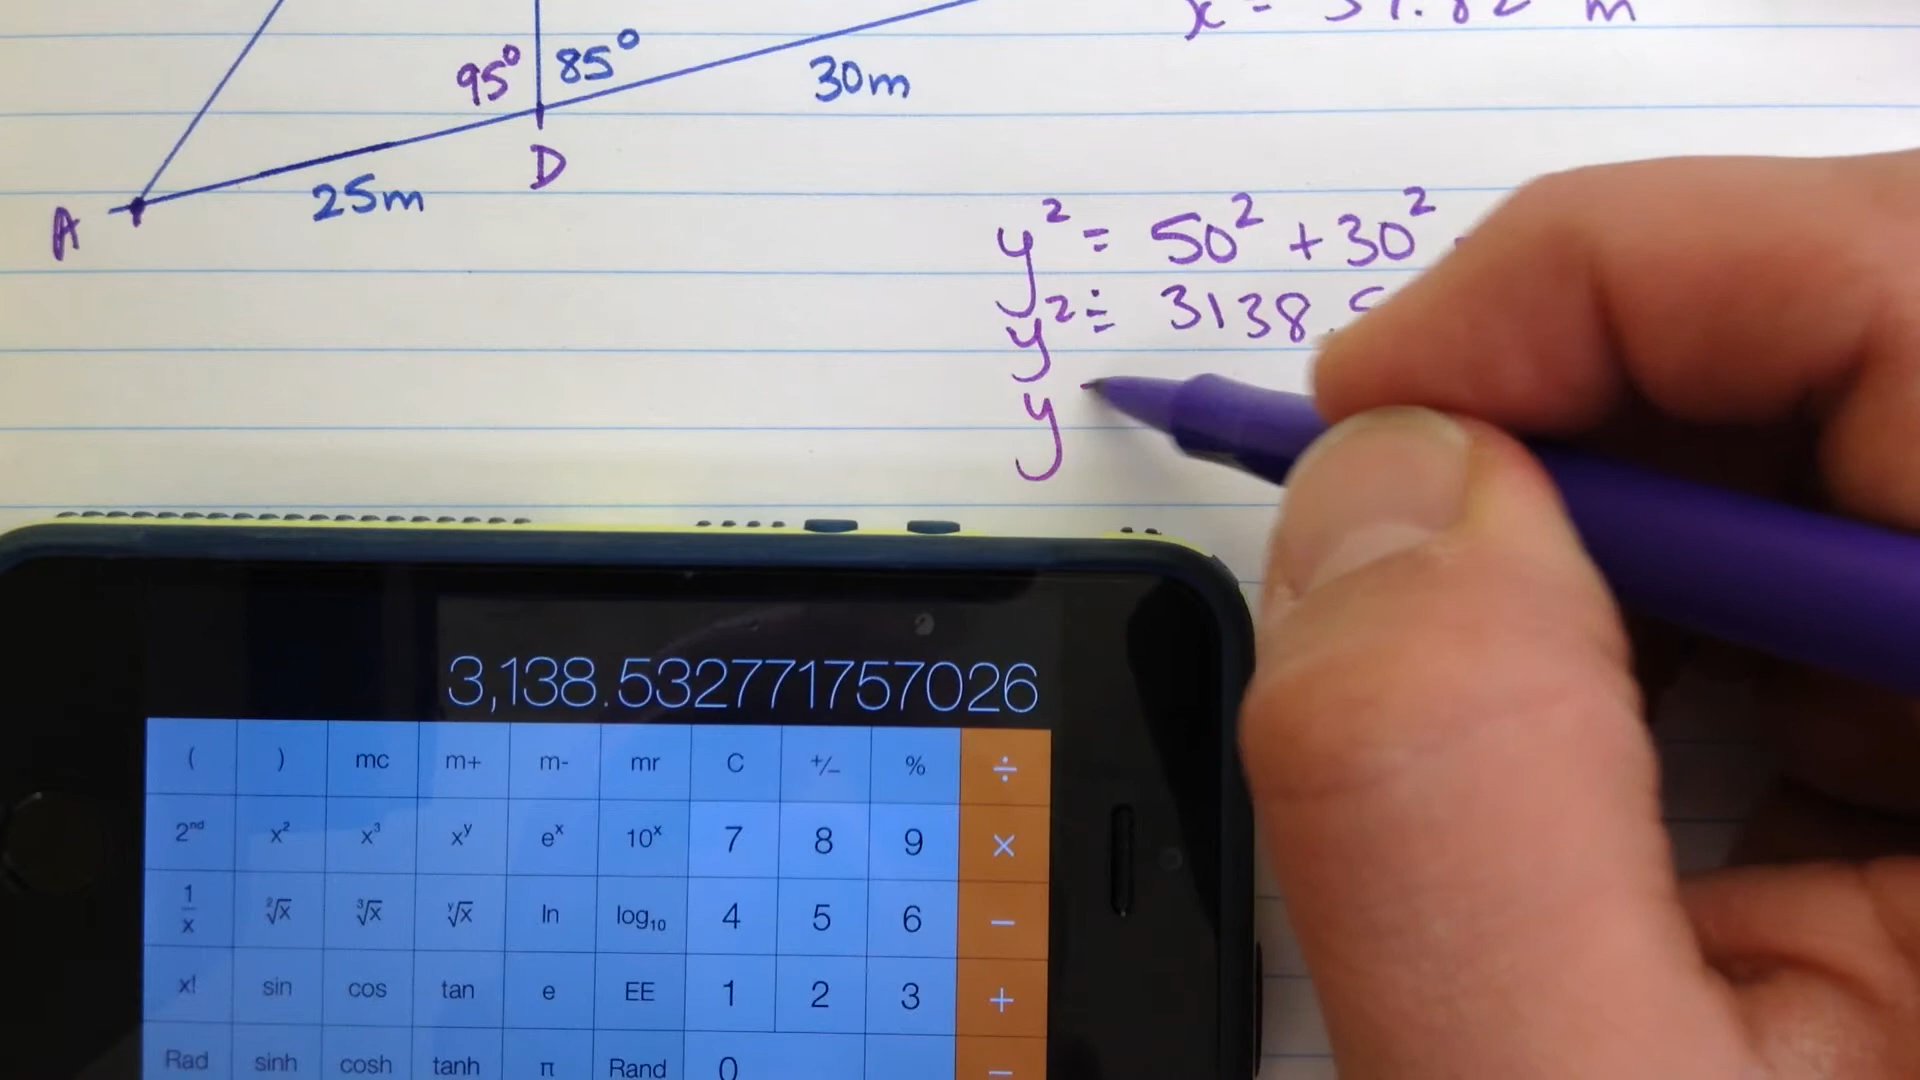 m
95° 85°
30m
D
25m
A
y² = 50² + 30²
y² ≐ 3138.5
y
3,138.532771757026
( ) mc m+ m- mr C +/- % ÷
2nd x² x³ xʸ eˣ 10ˣ 7 8 9 ×
1/x ²√x ³√x ʸ√x ln log₁₀ 4 5 6 −
x! sin cos tan e EE 1 2 3 +
Rad sinh cosh tanh π Rand 0